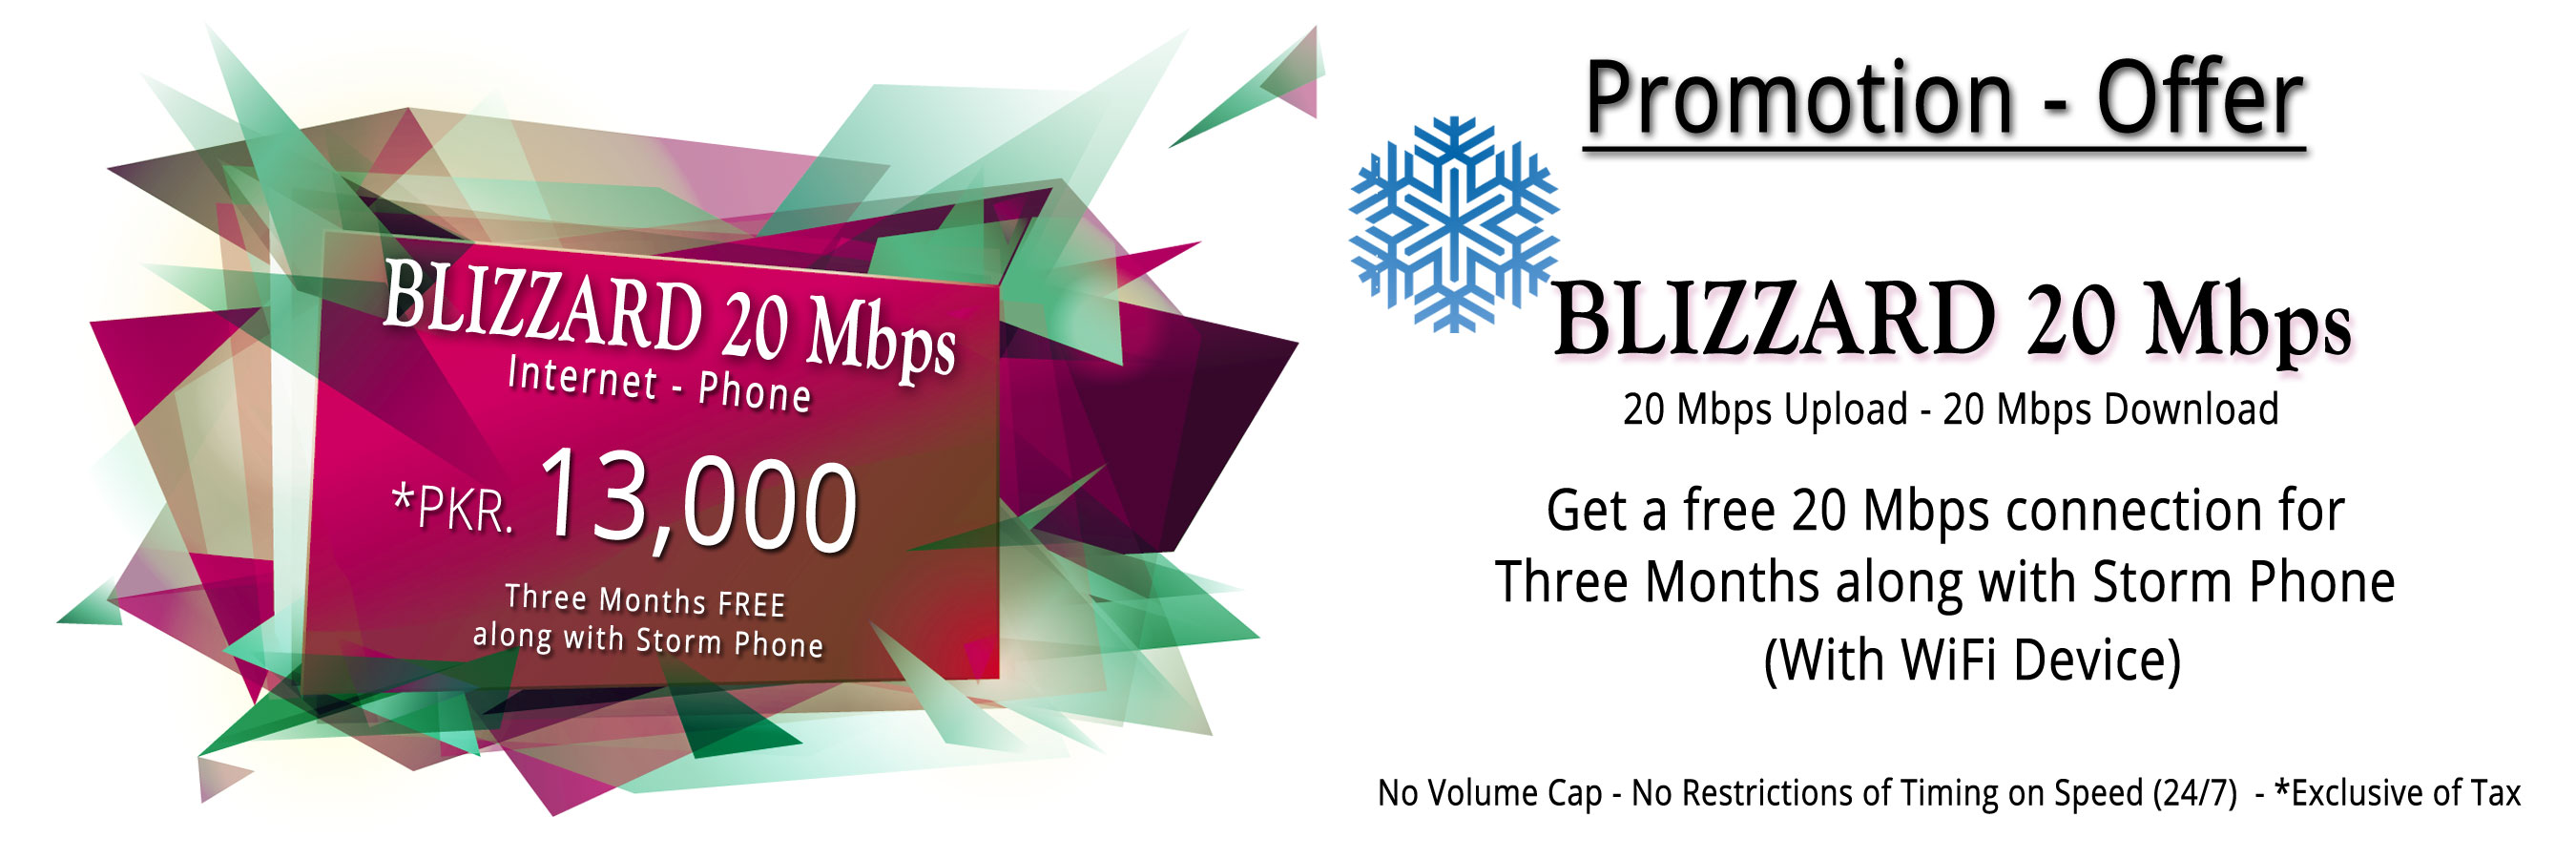 BLIZZARD 20 Mbps
Internet - Phone
*PKR. 13,000
Three Months FREE
along with Storm Phone
Promotion - Offer
BLIZZARD 20 Mbps
20 Mbps Upload - 20 Mbps Download
Get a free 20 Mbps connection for
Three Months along with Storm Phone
(With WiFi Device)
No Volume Cap - No Restrictions of Timing on Speed (24/7) - *Exclusive of Tax